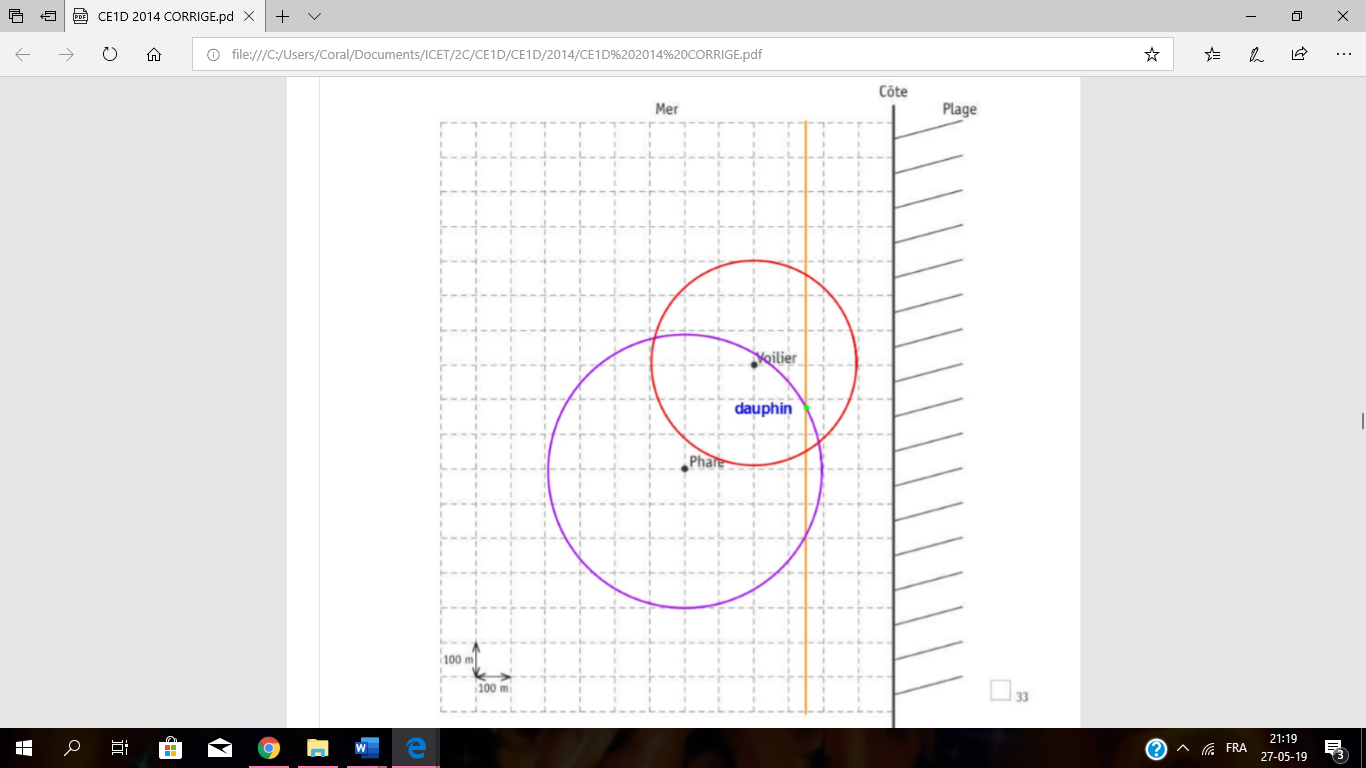 CE1D 2014 CORRIGE.pd
file:///C:/Users/Coral/Documents/ICET/2C/CE1D/CE1D/2014/CE1D%202014%20CORRIGE.pdf
Côte
Mer
Plage
Voilier
dauphin
Phare
100 m
100 m
33
FRA
21:19
27-05-19
3